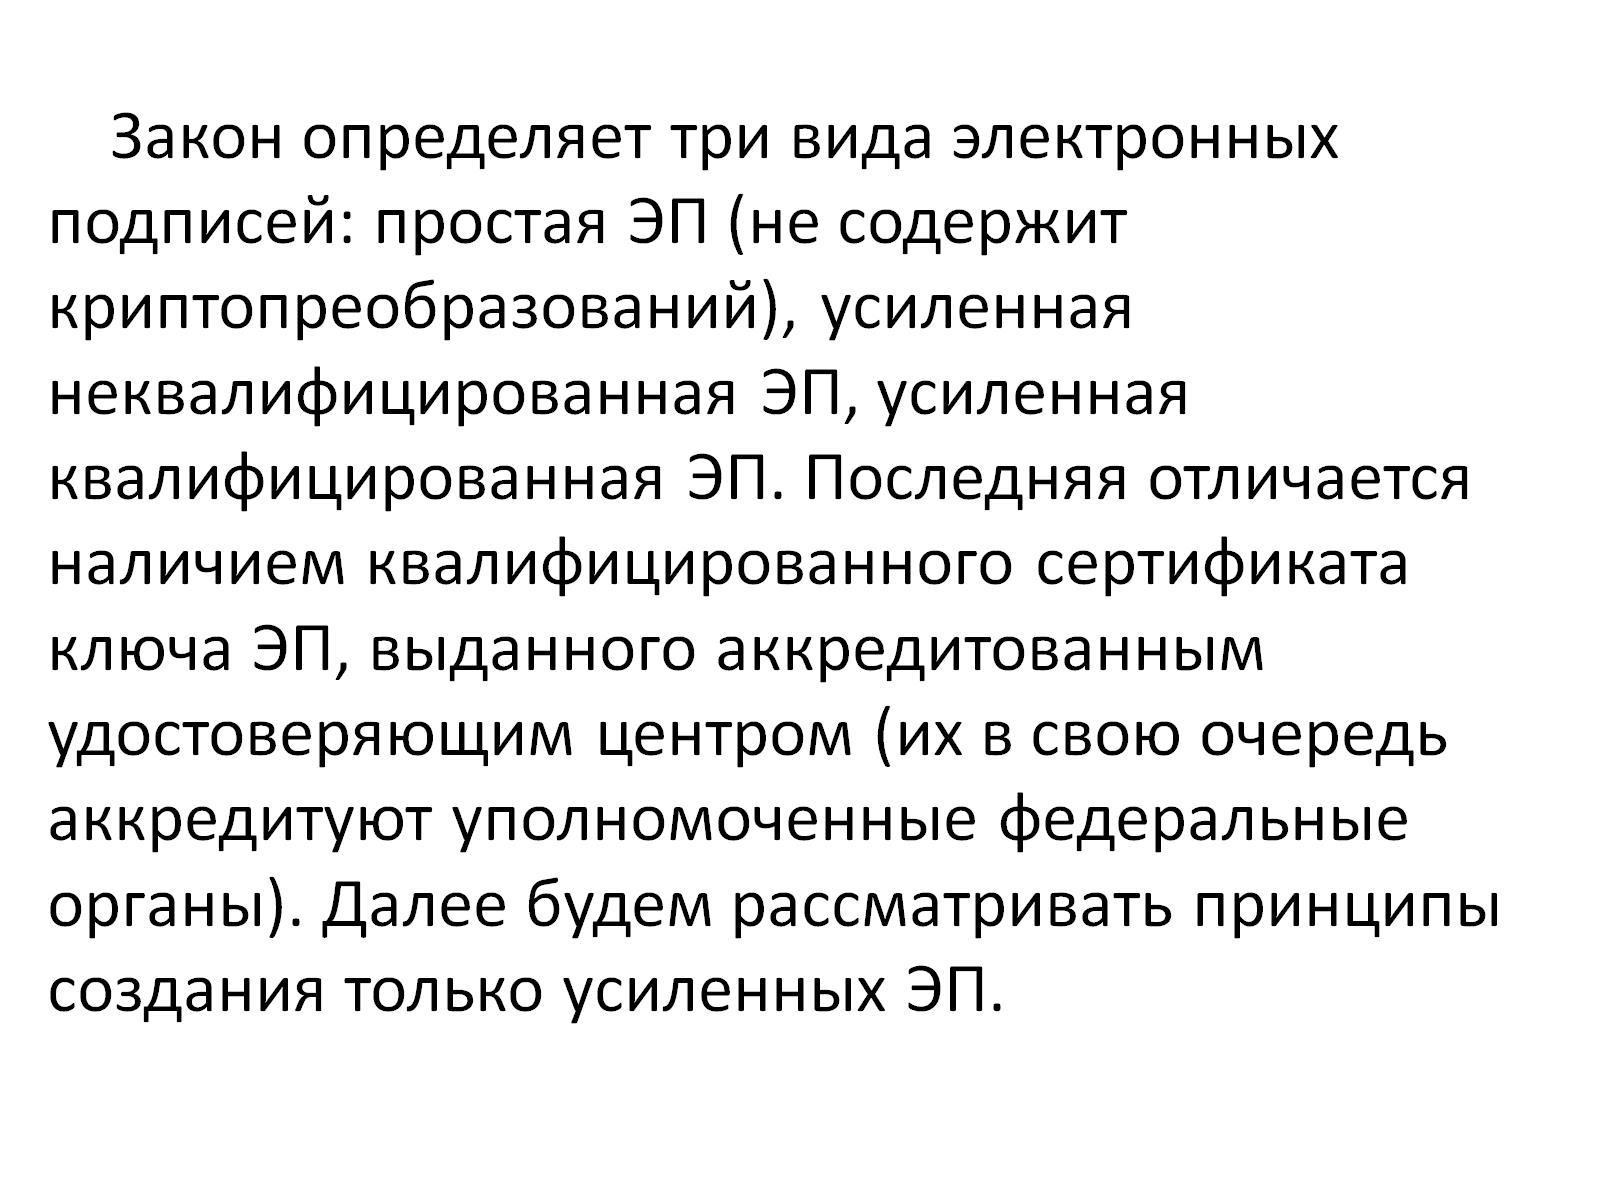 Закон определяет три вида электронных
подписей: простая ЭП (не содержит
криптопреобразований), усиленная
неквалифицированная ЭП, усиленная
квалифицированная ЭП. Последняя отличается
наличием квалифицированного сертификата
ключа ЭП, выданного аккредитованным
удостоверяющим центром (их в свою очередь
аккредитуют уполномоченные федеральные
органы). Далее будем рассматривать принципы
создания только усиленных ЭП.